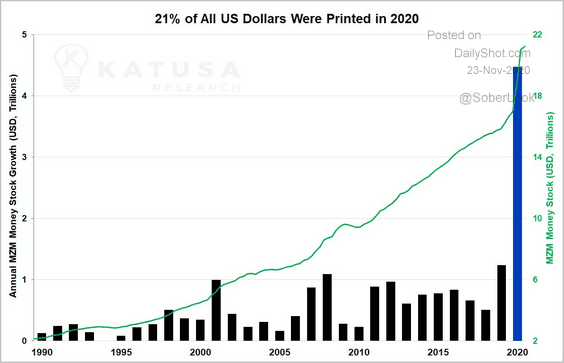 21% of All US Dollars Were Printed in 2020
Posted on
DailyShot.com
23-Nov-2020
@SoberLook
KATUSA
RESEARCH
Annual MZM Money Stock Growth (USD, Trillions)
5
4
3
2
1
0
MZM Money Stock (USD, Trillions)
22
18
14
10
6
2
1990 1995 2000 2005 2010 2015 2020